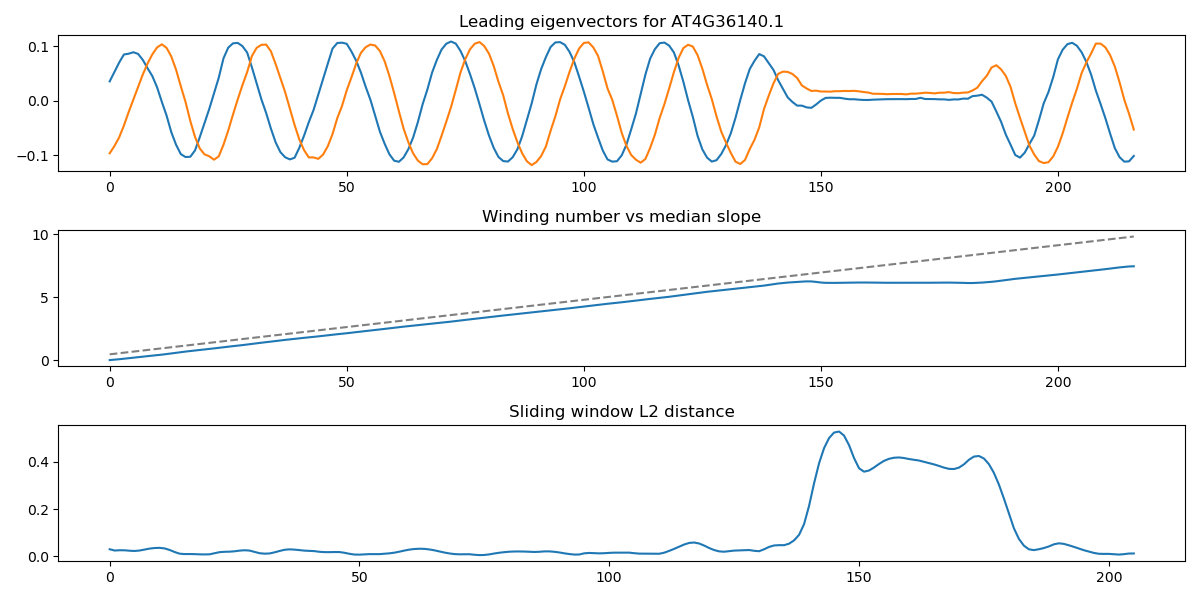 Leading eigenvectors for AT4G36140.1
0.1
0.0
−0.1
0 50 100 150 200
Winding number vs median slope
10
5
0
0 50 100 150 200
Sliding window L2 distance
0.4
0.2
0.0
0 50 100 150 200